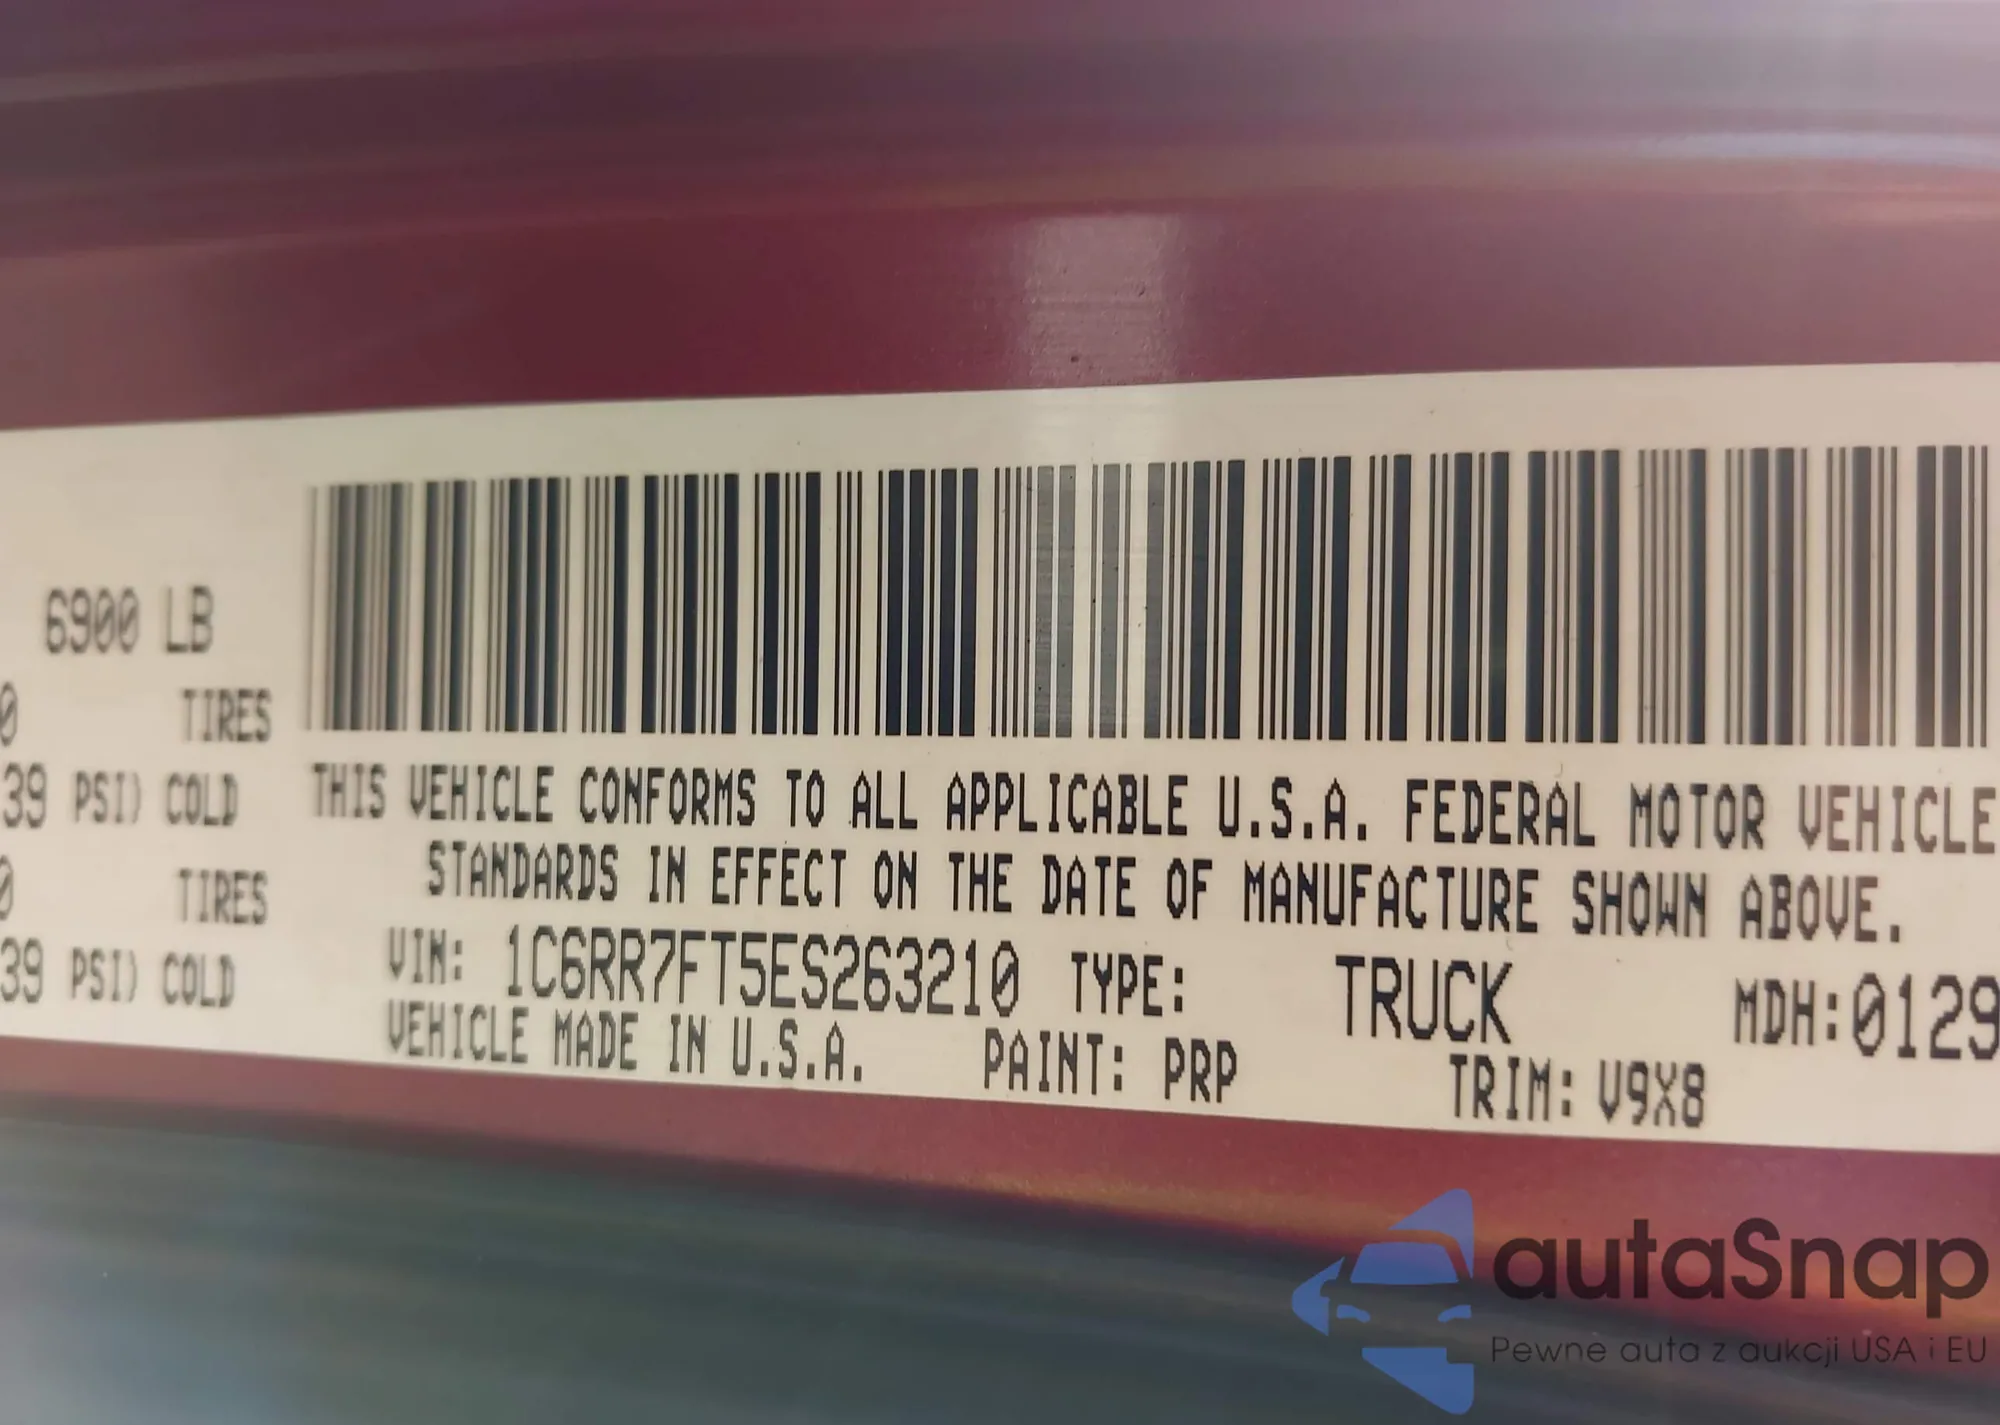 6900 LB
0 TIRES
39 PSI) COLD
0 TIRES
39 PSI) COLD
THIS VEHICLE CONFORMS TO ALL APPLICABLE U.S.A. FEDERAL MOTOR VEHICLE
STANDARDS IN EFFECT ON THE DATE OF MANUFACTURE SHOWN ABOVE.
VIN: 1C6RR7FT5ES263210 TYPE: TRUCK MDH:0129
VEHICLE MADE IN U.S.A. PAINT: PRP TRIM: V9X8
autaSnap
Pewne auta z aukcji USA i EU